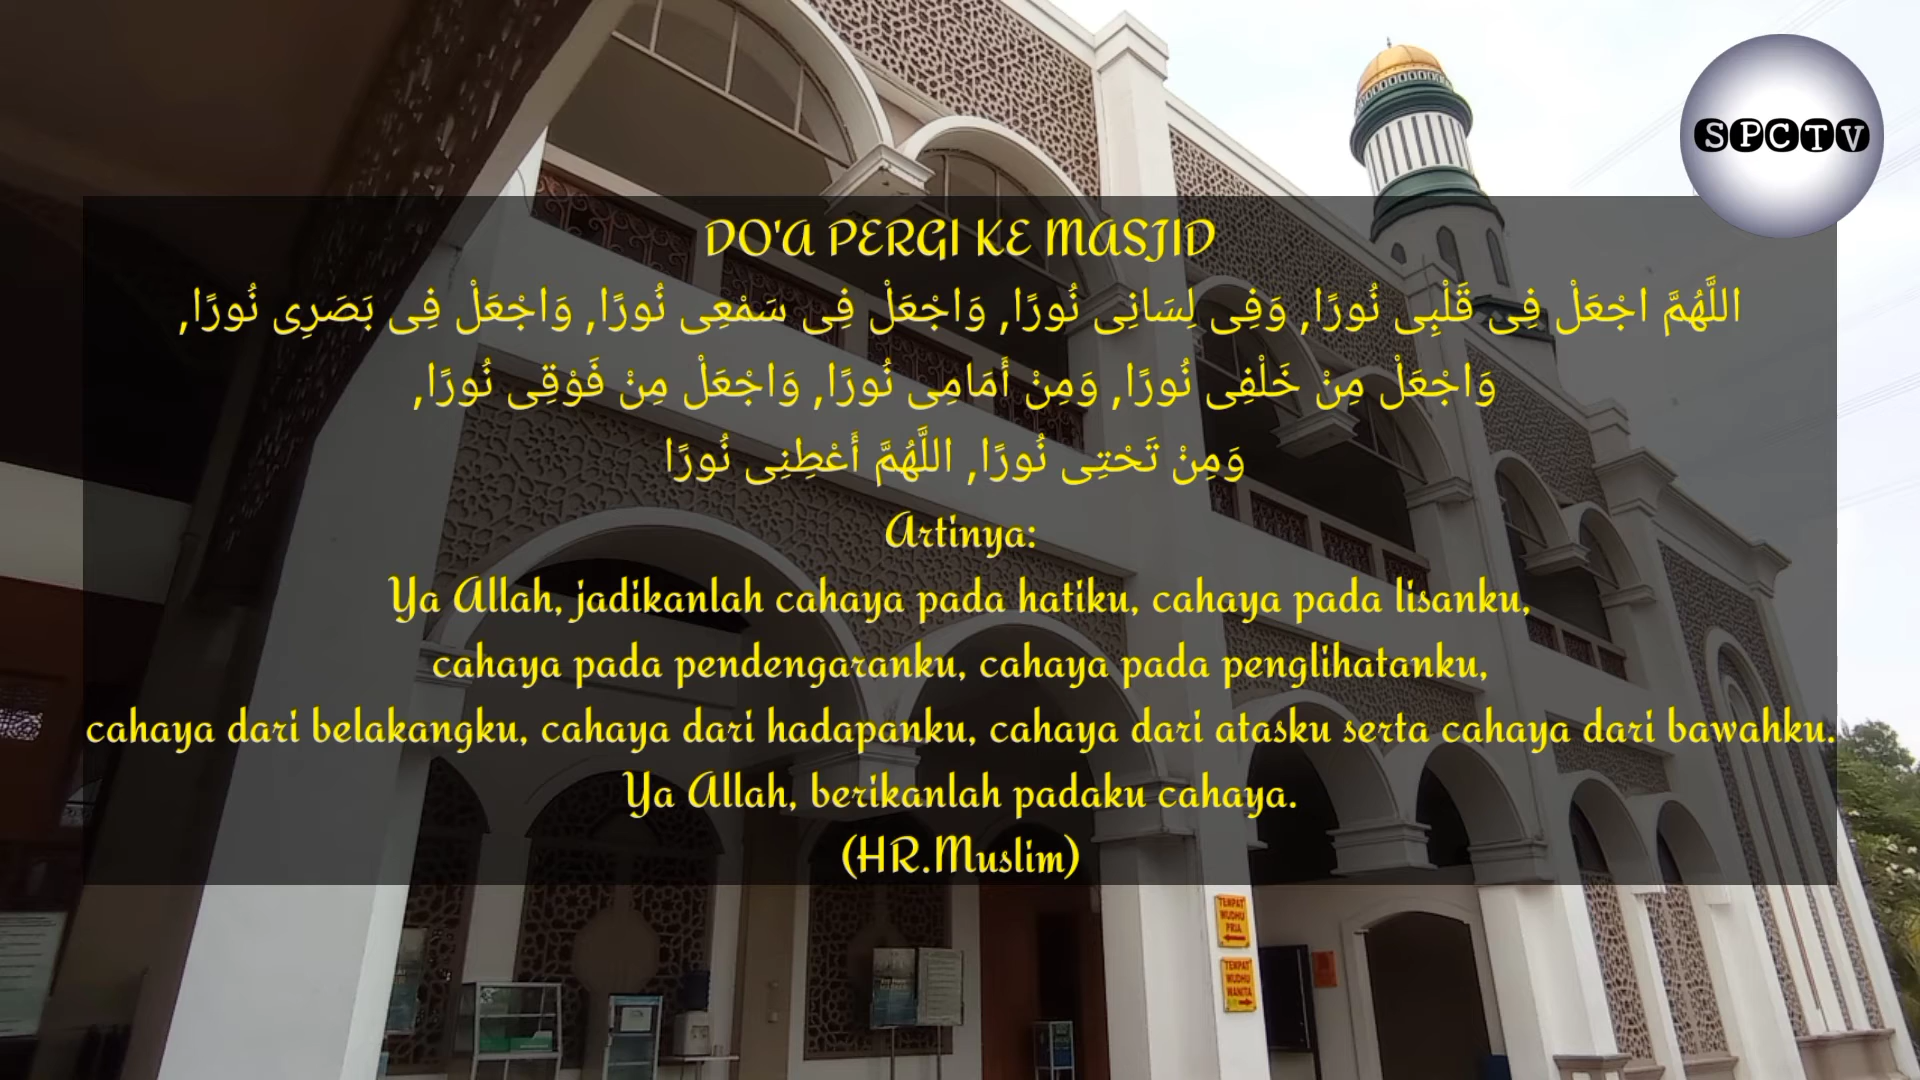 SPCTV
DO'A PERGI KE MASJID
اللَّهُمَّ اجْعَلْ فِى قَلْبِى نُورًا, وَفِى لِسَانِى نُورًا, وَاجْعَلْ فِى سَمْعِى نُورًا, وَاجْعَلْ فِى بَصَرِى نُورًا,
وَاجْعَلْ مِنْ خَلْفِى نُورًا, وَمِنْ أَمَامِى نُورًا, وَاجْعَلْ مِنْ فَوْقِى نُورًا,
وَمِنْ تَحْتِى نُورًا, اللَّهُمَّ أَعْطِنِى نُورًا
Artinya:
Ya Allah, jadikanlah cahaya pada hatiku, cahaya pada lisanku,
cahaya pada pendengaranku, cahaya pada penglihatanku,
cahaya dari belakangku, cahaya dari hadapanku, cahaya dari atasku serta cahaya dari bawahku.
Ya Allah, berikanlah padaku cahaya.
(HR.Muslim)
TEMPAT
WUDHU
PRIA
TEMPAT
WUDHU
WANITA